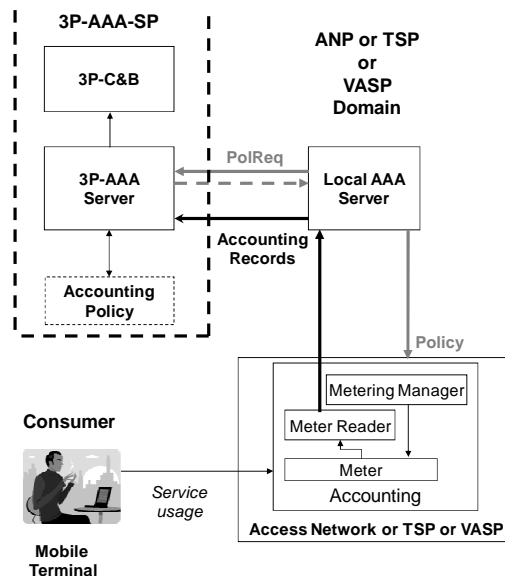 3P-AAA-SP
3P-C&B
ANP or TSP
or
VASP
Domain
PolReq
3P-AAA
Server
Local AAA
Server
Accounting
Records
Accounting
Policy
Policy
Metering Manager
Meter Reader
Meter
Accounting
Access Network or TSP or VASP
Consumer
Service
usage
Mobile
Terminal